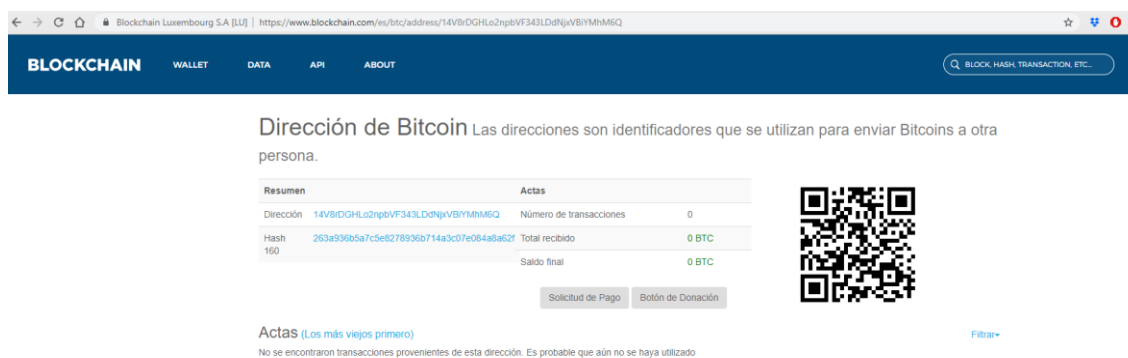 Blockchain Luxembourg S.A [LU] | https://www.blockchain.com/es/btc/address/14V8rDGHLo2npbVF343LDdNjxVBiYMhM6Q
BLOCKCHAIN WALLET DATA API ABOUT BLOCK, HASH, TRANSACTION, ETC...
Dirección de Bitcoin Las direcciones son identificadores que se utilizan para enviar Bitcoins a otra
persona.
Resumen Actas
Dirección 14V8rDGHLo2npbVF343LDdNjxVBiYMhM6Q Número de transacciones 0
Hash 160 263a936b5a7c5e8278936b714a3c07e084a8a62f Total recibido 0 BTC
Saldo final 0 BTC
Solicitud de Pago Botón de Donación
Actas (Los más viejos primero) Filtrar
No se encontraron transacciones provenientes de esta dirección. Es probable que aún no se haya utilizado